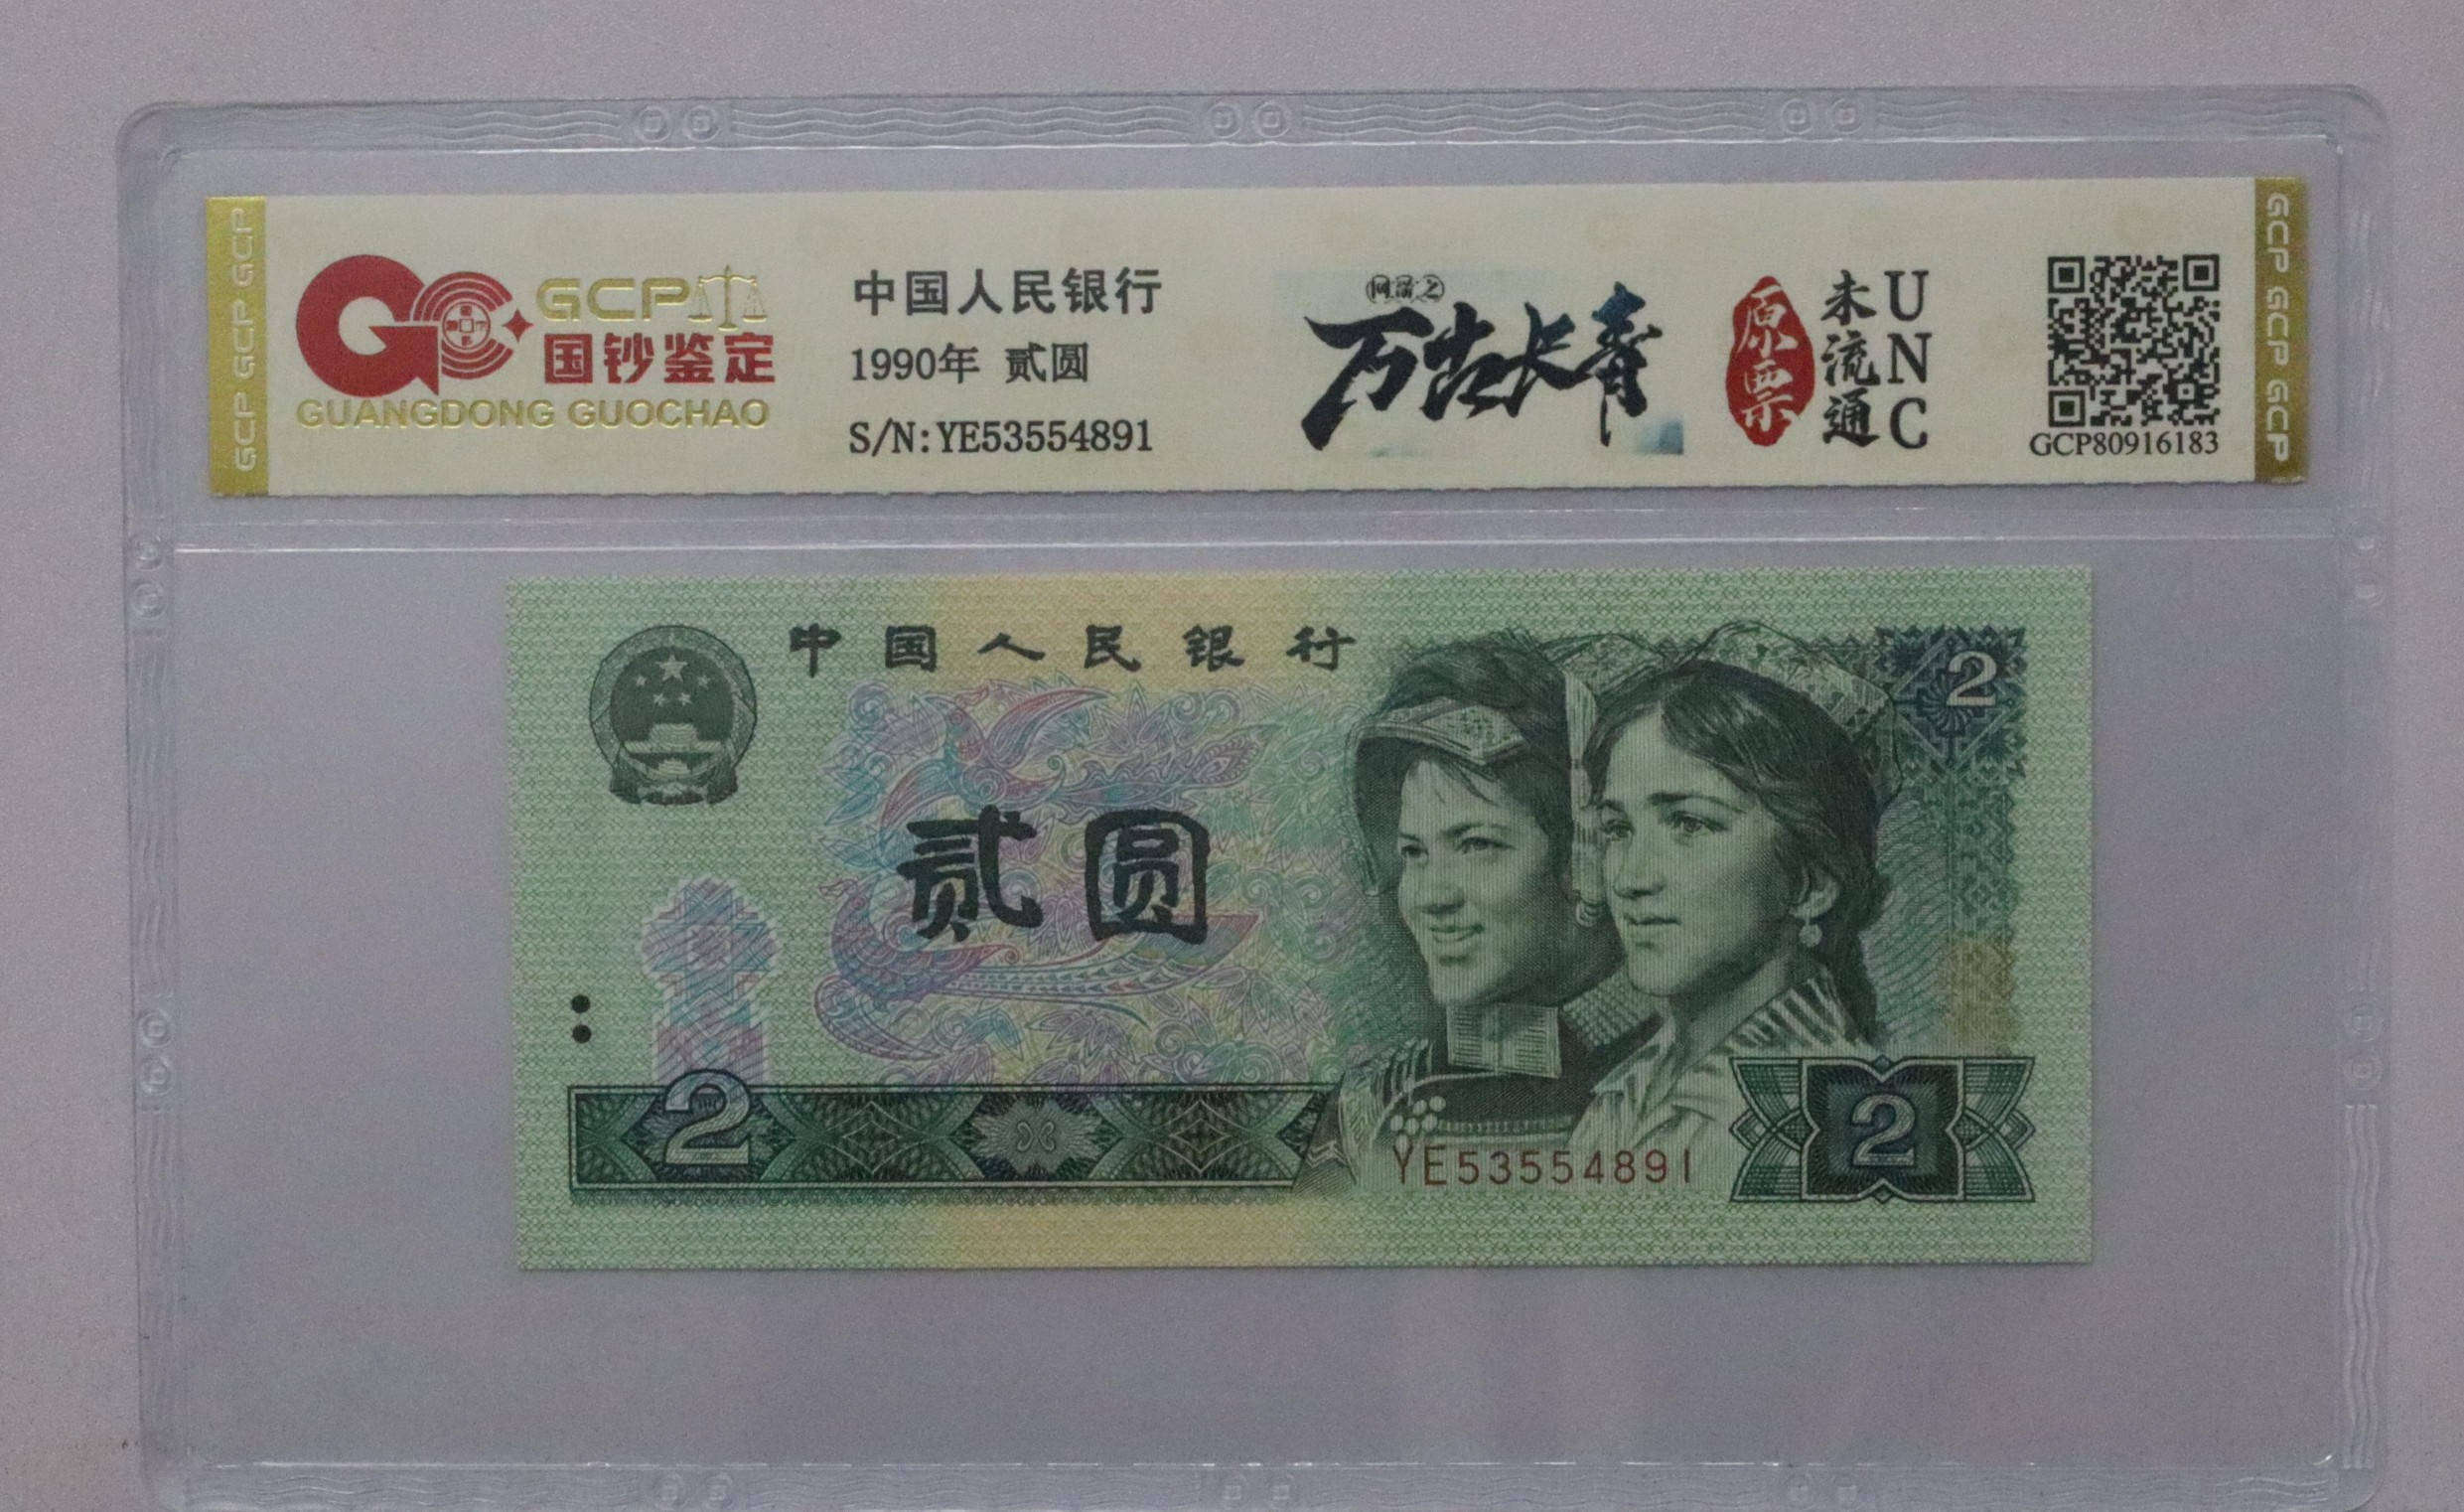 GCP GCP GCP
GCP
国钞鉴定
GUANGDONG GUOCHAO
中国人民银行
1990年 贰圆
S/N:YE53554891
万古长青
原票
未流通
UNC
GCP80916183
GCP GCP GCP
中国人民银行
2
贰圆
2
YE53554891
2